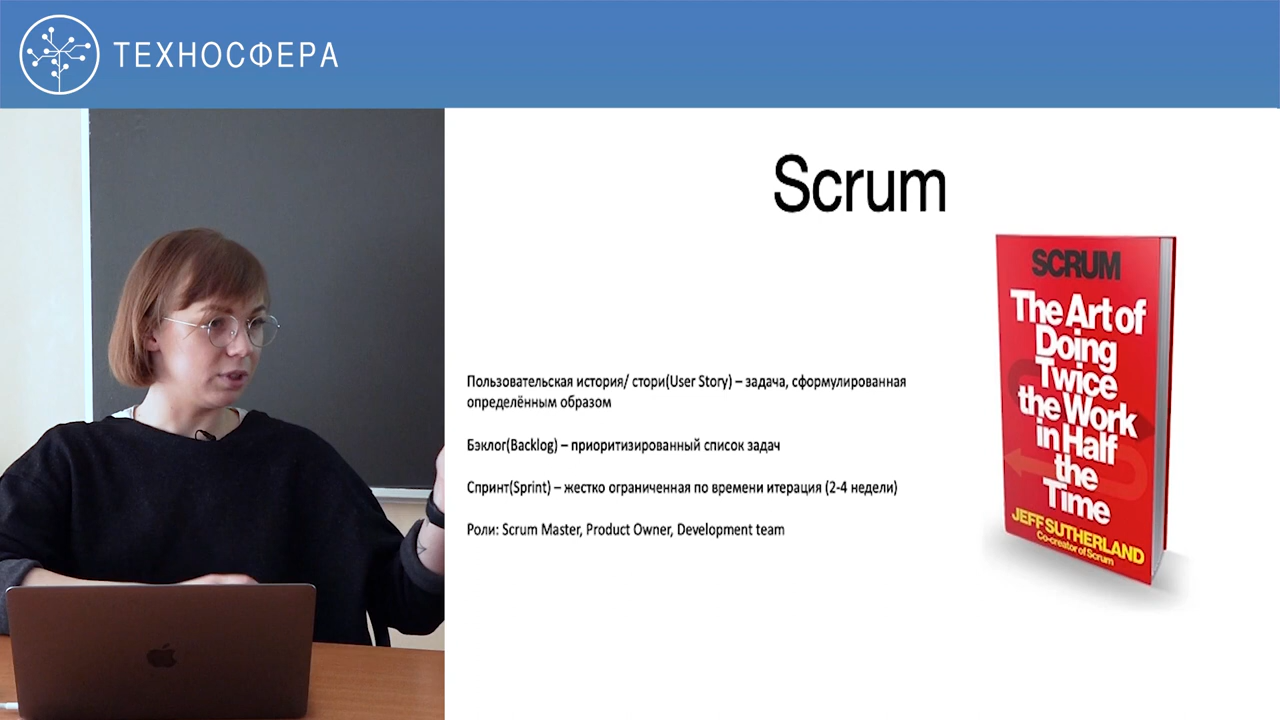 ТЕХНОСФЕРА
Scrum
Пользовательская история/ стори(User Story) – задача, сформулированная
определённым образом
Бэклог(Backlog) – приоритизированный список задач
Спринт(Sprint) – жестко ограниченная по времени итерация (2-4 недели)
Роли: Scrum Master, Product Owner, Development team
SCRUM
The Art of
Doing
Twice
the Work
in Half
the
Time
JEFF SUTHERLAND
Co-creator of Scrum